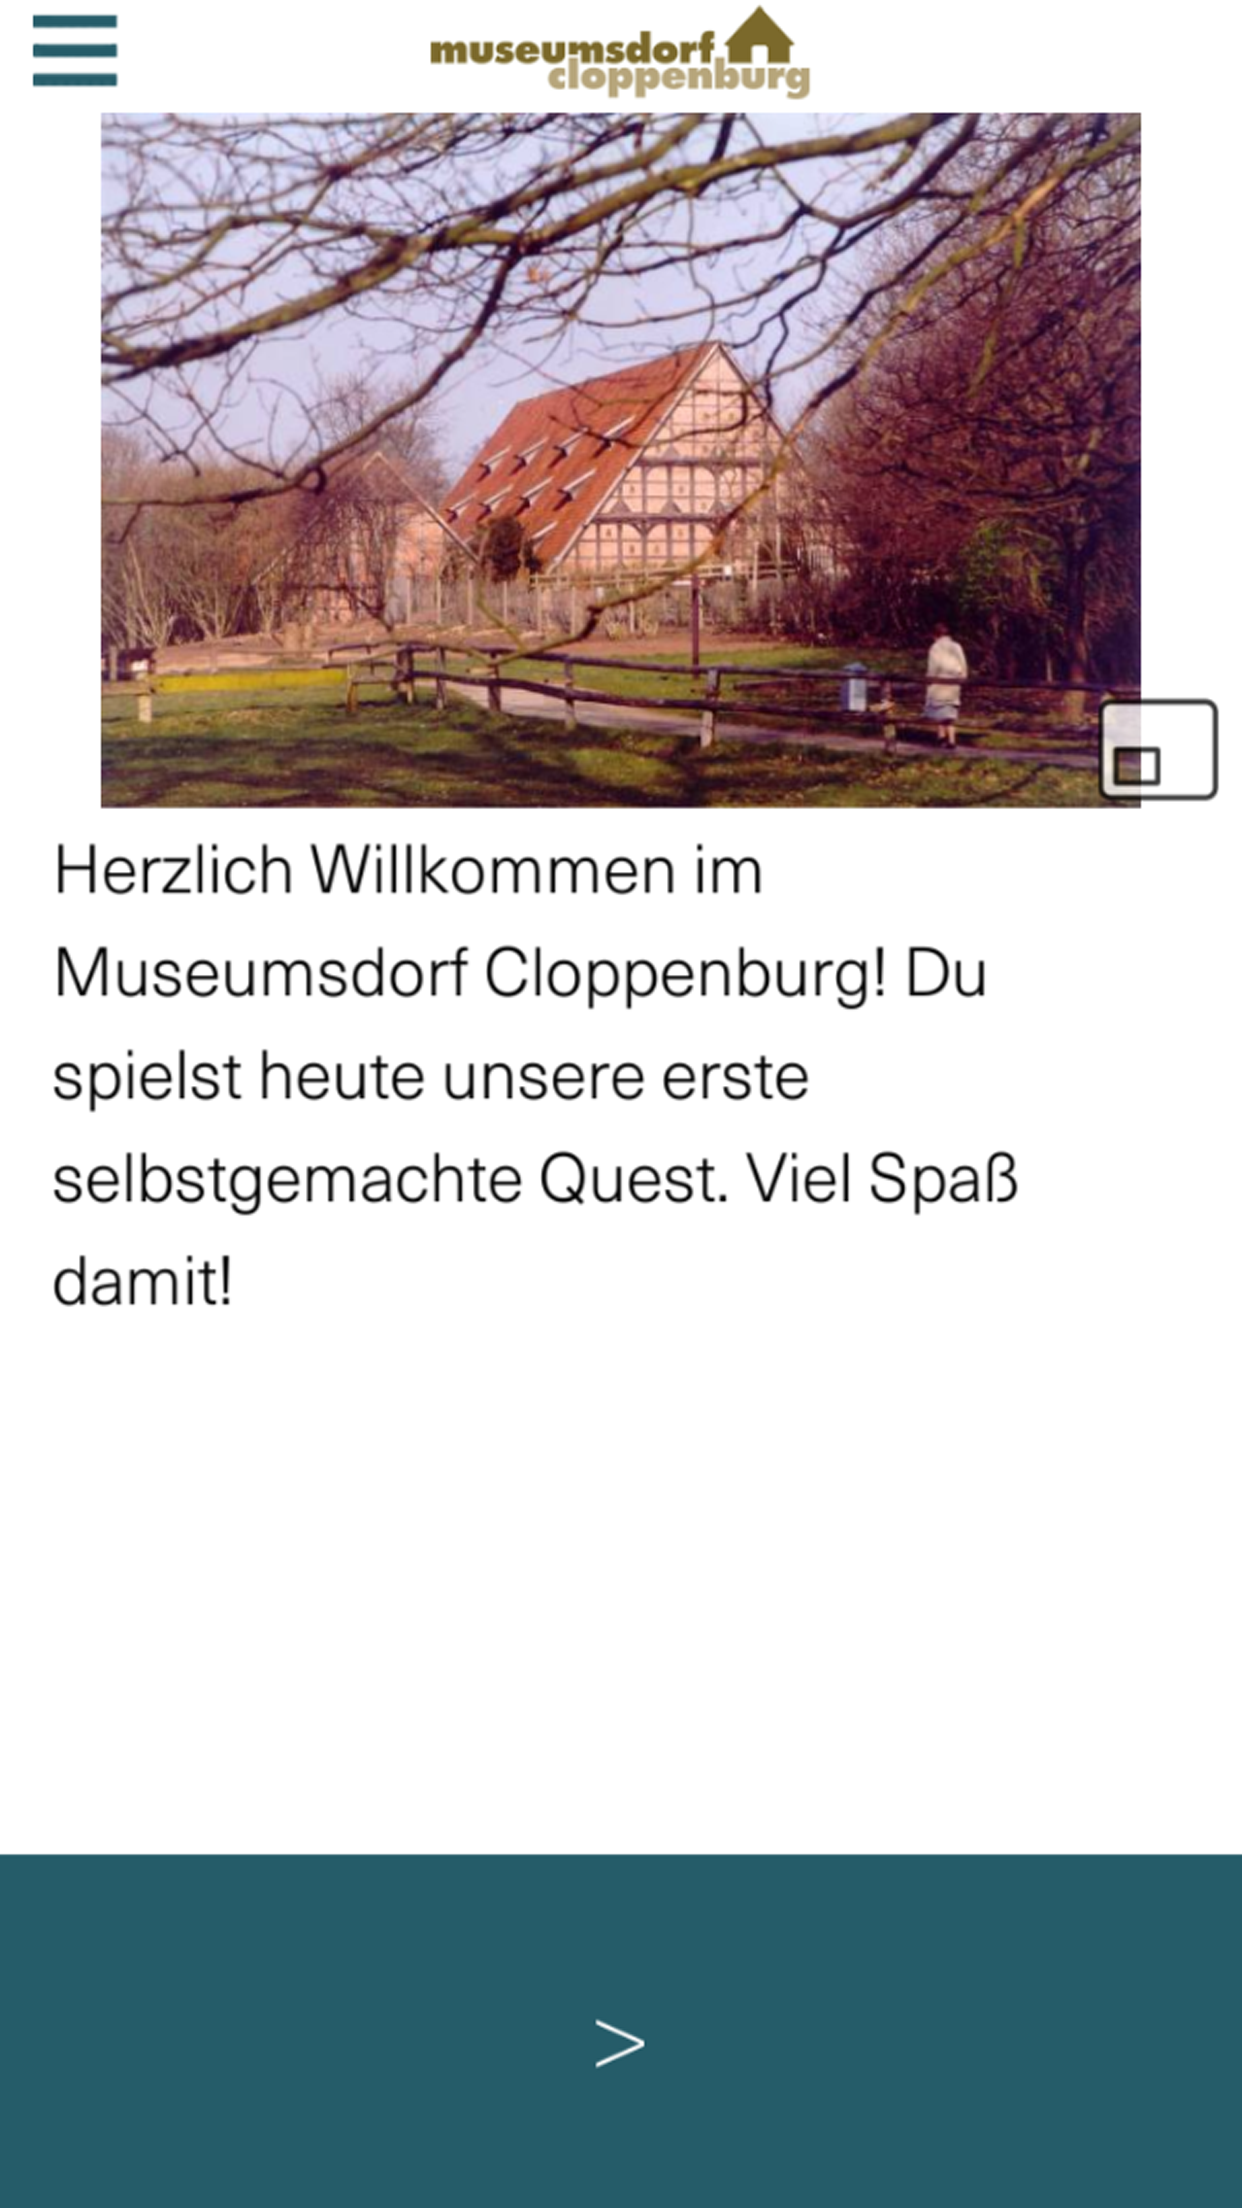 museumsdorf
cloppenburg
Herzlich Willkommen im
Museumsdorf Cloppenburg! Du
spielst heute unsere erste
selbstgemachte Quest. Viel Spaß
damit!
>